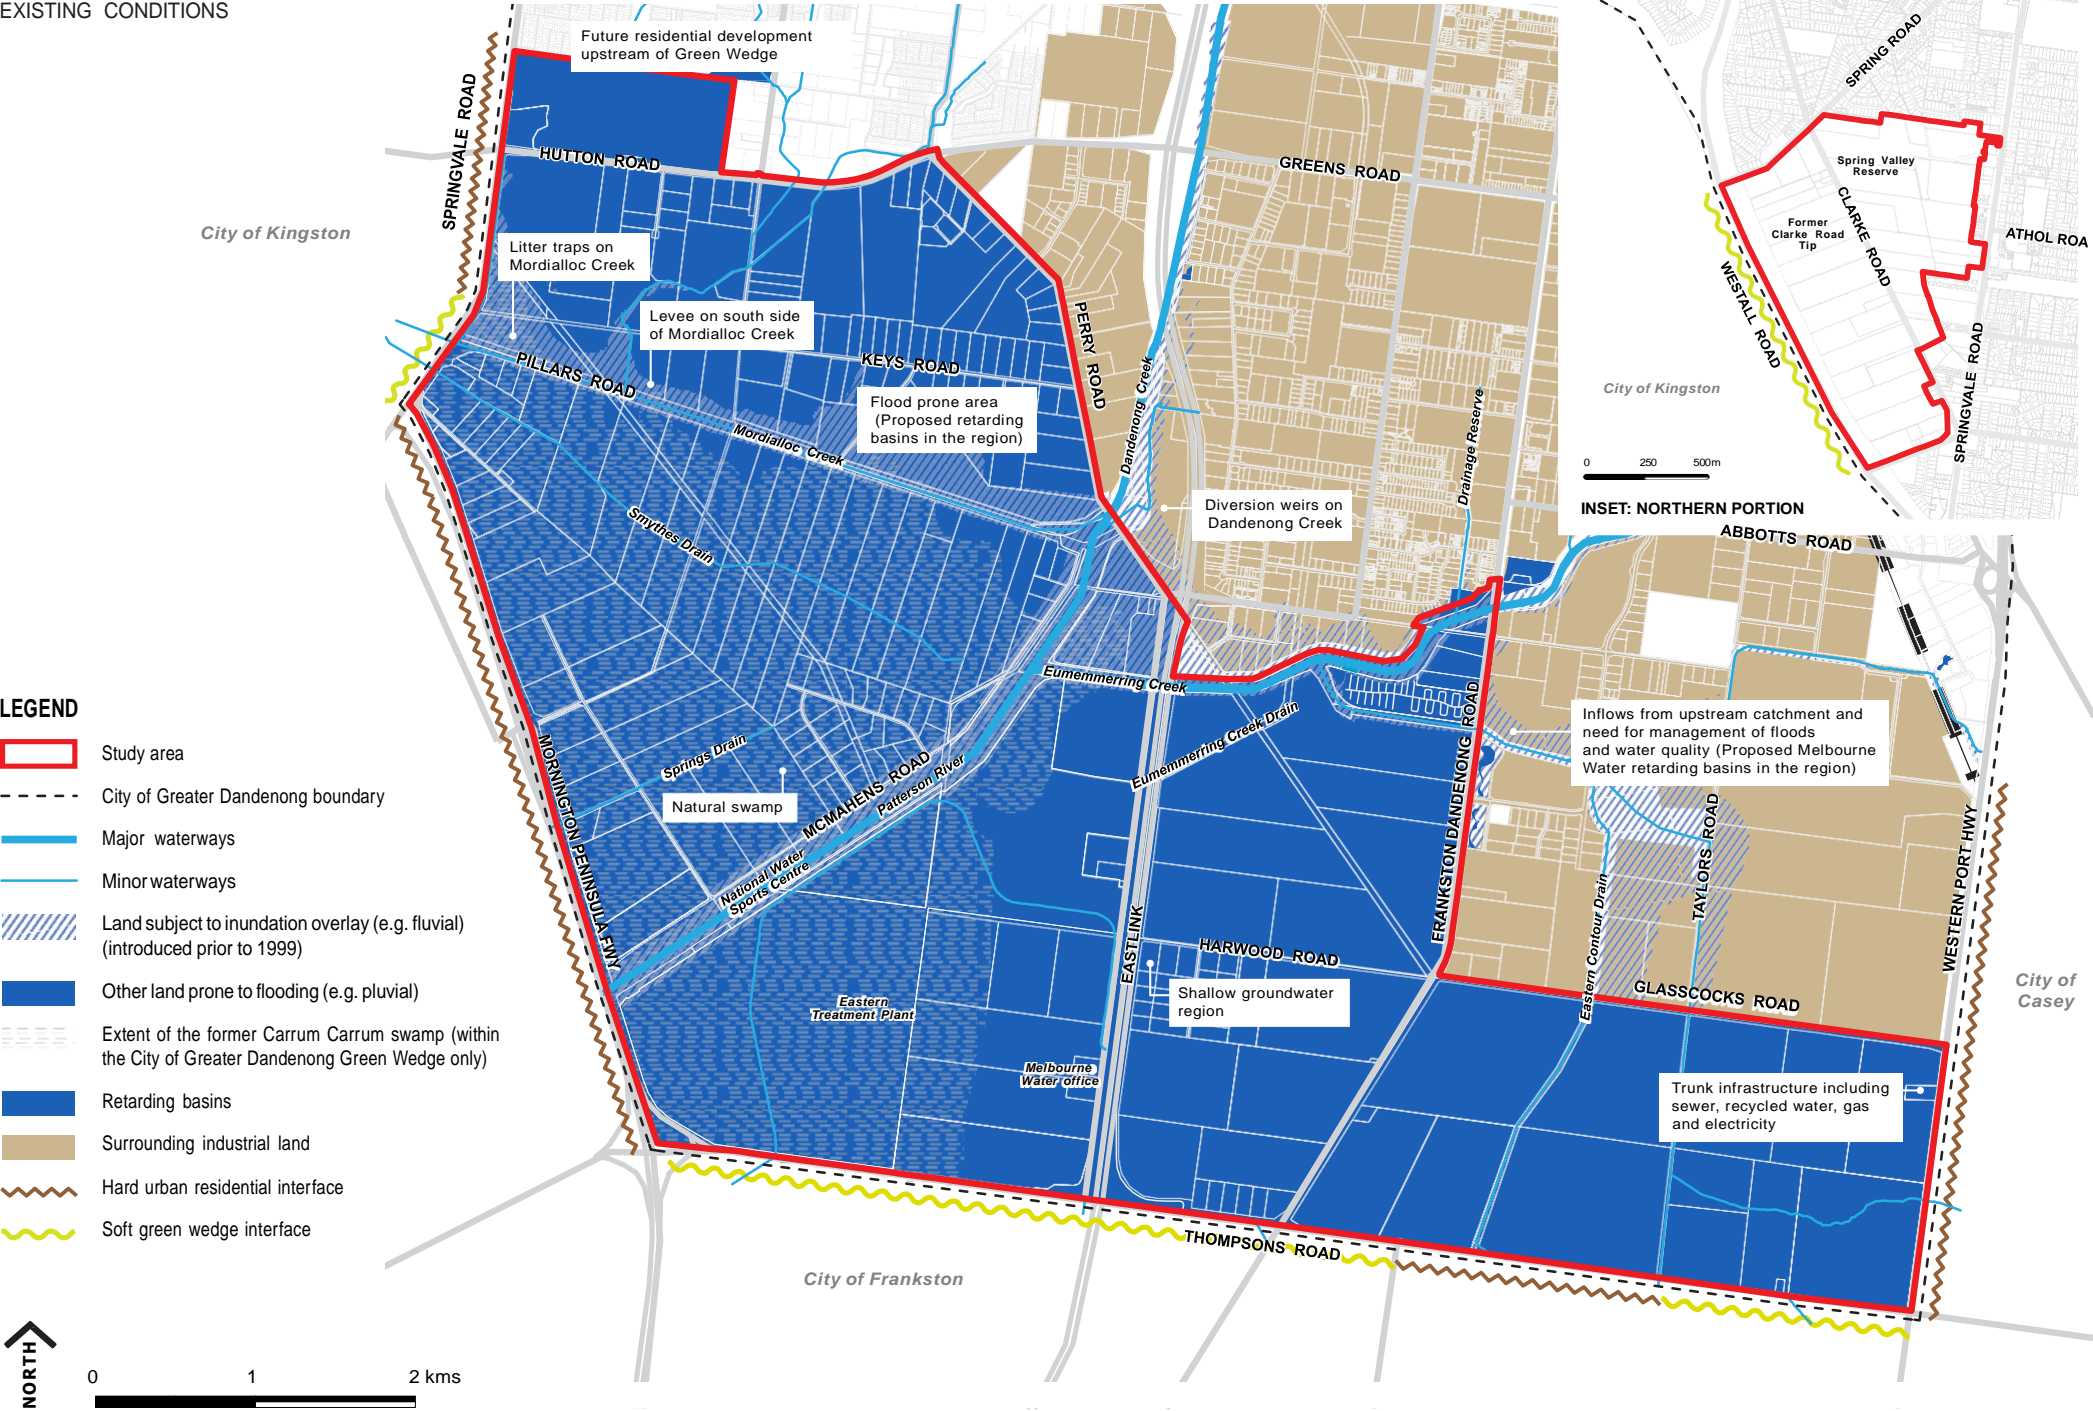 EXISTING CONDITIONS
Future residential development
upstream of Green Wedge
SPRINGVALE ROAD
HUTTON ROAD
GREENS ROAD
City of Kingston
Litter traps on
Mordialloc Creek
Levee on south side
of Mordialloc Creek
PILLARS ROAD
KEYS ROAD
PERRY ROAD
Flood prone area
(Proposed retarding
basins in the region)
Mordialloc Creek
Dandenong Creek
Drainage Reserve
Smythes Drain
Diversion weirs on
Dandenong Creek
SPRING ROAD
Spring Valley
Reserve
Former
Clarke Road
Tip
CLARKE ROAD
ATHOL ROA
WESTALL ROAD
SPRINGVALE ROAD
City of Kingston
0 250 500m
INSET: NORTHERN PORTION
ABBOTTS ROAD
Eumemmerring Creek
Eumemmerring Creek Drain
Springs Drain
Natural swamp
MCMAHENS ROAD
Patterson River
National Water
Sports Centre
MORNINGTON PENINSULA FWY
FRANKSTON DANDENONG ROAD
Inflows from upstream catchment and
need for management of floods
and water quality (Proposed Melbourne
Water retarding basins in the region)
TAYLORS ROAD
Eastern Contour Drain
WESTERN PORT HWY
EASTLINK
HARWOOD ROAD
Shallow groundwater
region
GLASSCOCKS ROAD
City of
Casey
Eastern
Treatment Plant
Melbourne
Water office
Trunk infrastructure including
sewer, recycled water, gas
and electricity
THOMPSONS ROAD
City of Frankston
LEGEND
Study area
City of Greater Dandenong boundary
Major waterways
Minor waterways
Land subject to inundation overlay (e.g. fluvial)
(introduced prior to 1999)
Other land prone to flooding (e.g. pluvial)
Extent of the former Carrum Carrum swamp (within
the City of Greater Dandenong Green Wedge only)
Retarding basins
Surrounding industrial land
Hard urban residential interface
Soft green wedge interface
NORTH
0 1 2 kms